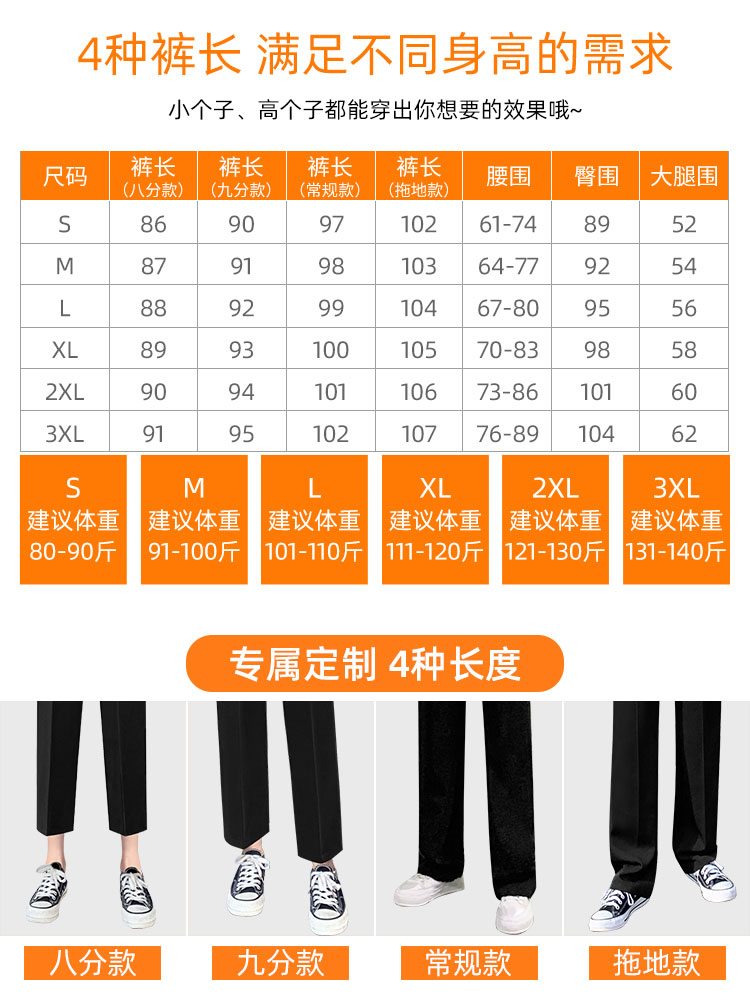 4种裤长 满足不同身高的需求
小个子、高个子都能穿出你想要的效果哦~
尺码 裤长（八分款） 裤长（九分款） 裤长（常规款） 裤长（拖地款） 腰围 臀围 大腿围
S 86 90 97 102 61-74 89 52
M 87 91 98 103 64-77 92 54
L 88 92 99 104 67-80 95 56
XL 89 93 100 105 70-83 98 58
2XL 90 94 101 106 73-86 101 60
3XL 91 95 102 107 76-89 104 62
S M L XL 2XL 3XL
建议体重 建议体重 建议体重 建议体重 建议体重 建议体重
80-90斤 91-100斤 101-110斤 111-120斤 121-130斤 131-140斤
专属定制 4种长度
八分款 九分款 常规款 拖地款